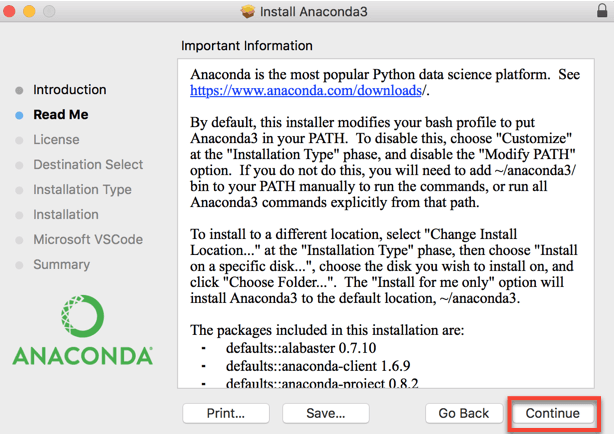 Install Anaconda3
Important Information
Introduction
Read Me
License
Destination Select
Installation Type
Installation
Microsoft VSCode
Summary
ANACONDA®
Anaconda is the most popular Python data science platform. See
https://www.anaconda.com/downloads/.
By default, this installer modifies your bash profile to put
Anaconda3 in your PATH. To disable this, choose "Customize"
at the "Installation Type" phase, and disable the "Modify PATH"
option. If you do not do this, you will need to add ~/anaconda3/
bin to your PATH manually to run the commands, or run all
Anaconda3 commands explicitly from that path.
To install to a different location, select "Change Install
Location..." at the "Installation Type" phase, then choose "Install
on a specific disk...", choose the disk you wish to install on, and
click "Choose Folder...". The "Install for me only" option will
install Anaconda3 to the default location, ~/anaconda3.
The packages included in this installation are:
- defaults::alabaster 0.7.10
- defaults::anaconda-client 1.6.9
- defaults::anaconda-project 0.8.2
Print...
Save...
Go Back
Continue